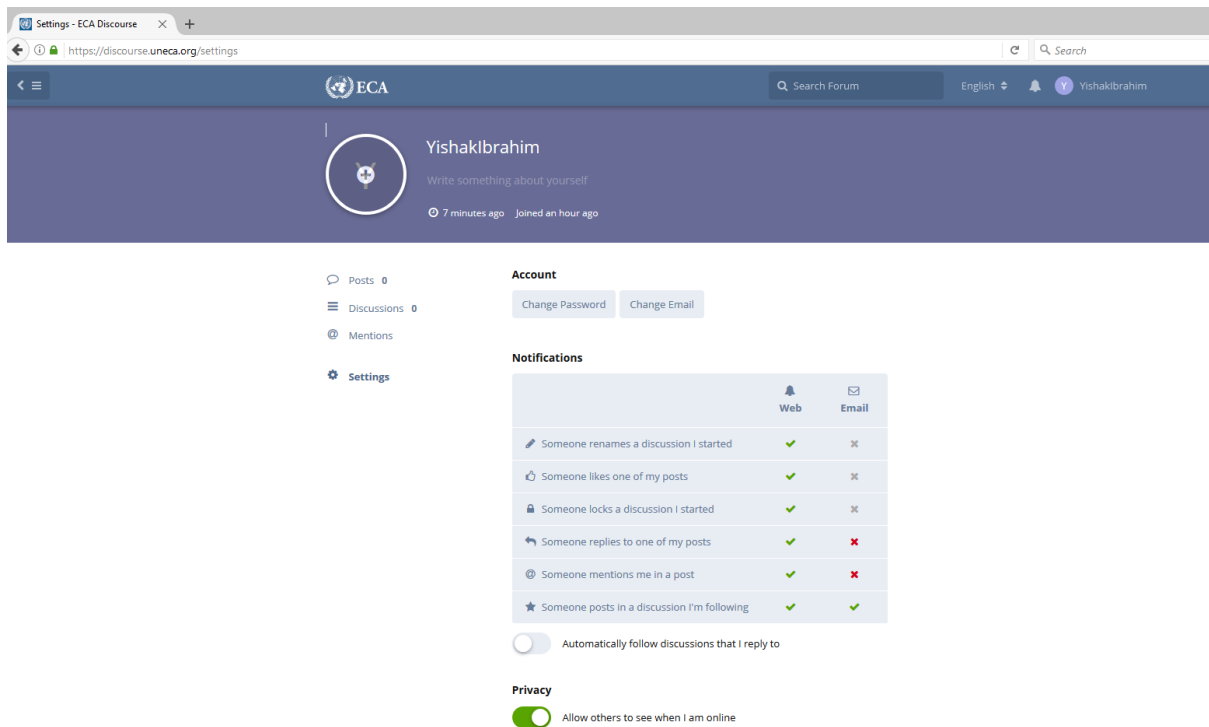 Settings - ECA Discourse
https://discourse.uneca.org/settings
Search
ECA
Search Forum
English
Y
YishakIbrahim
YishakIbrahim
Write something about yourself
7 minutes ago Joined an hour ago
Posts 0
Discussions 0
Mentions
Settings
Account
Change Password Change Email
Notifications
Web Email
Someone renames a discussion I started
Someone likes one of my posts
Someone locks a discussion I started
Someone replies to one of my posts
@ Someone mentions me in a post
Someone posts in a discussion I'm following
Automatically follow discussions that I reply to
Privacy
Allow others to see when I am online